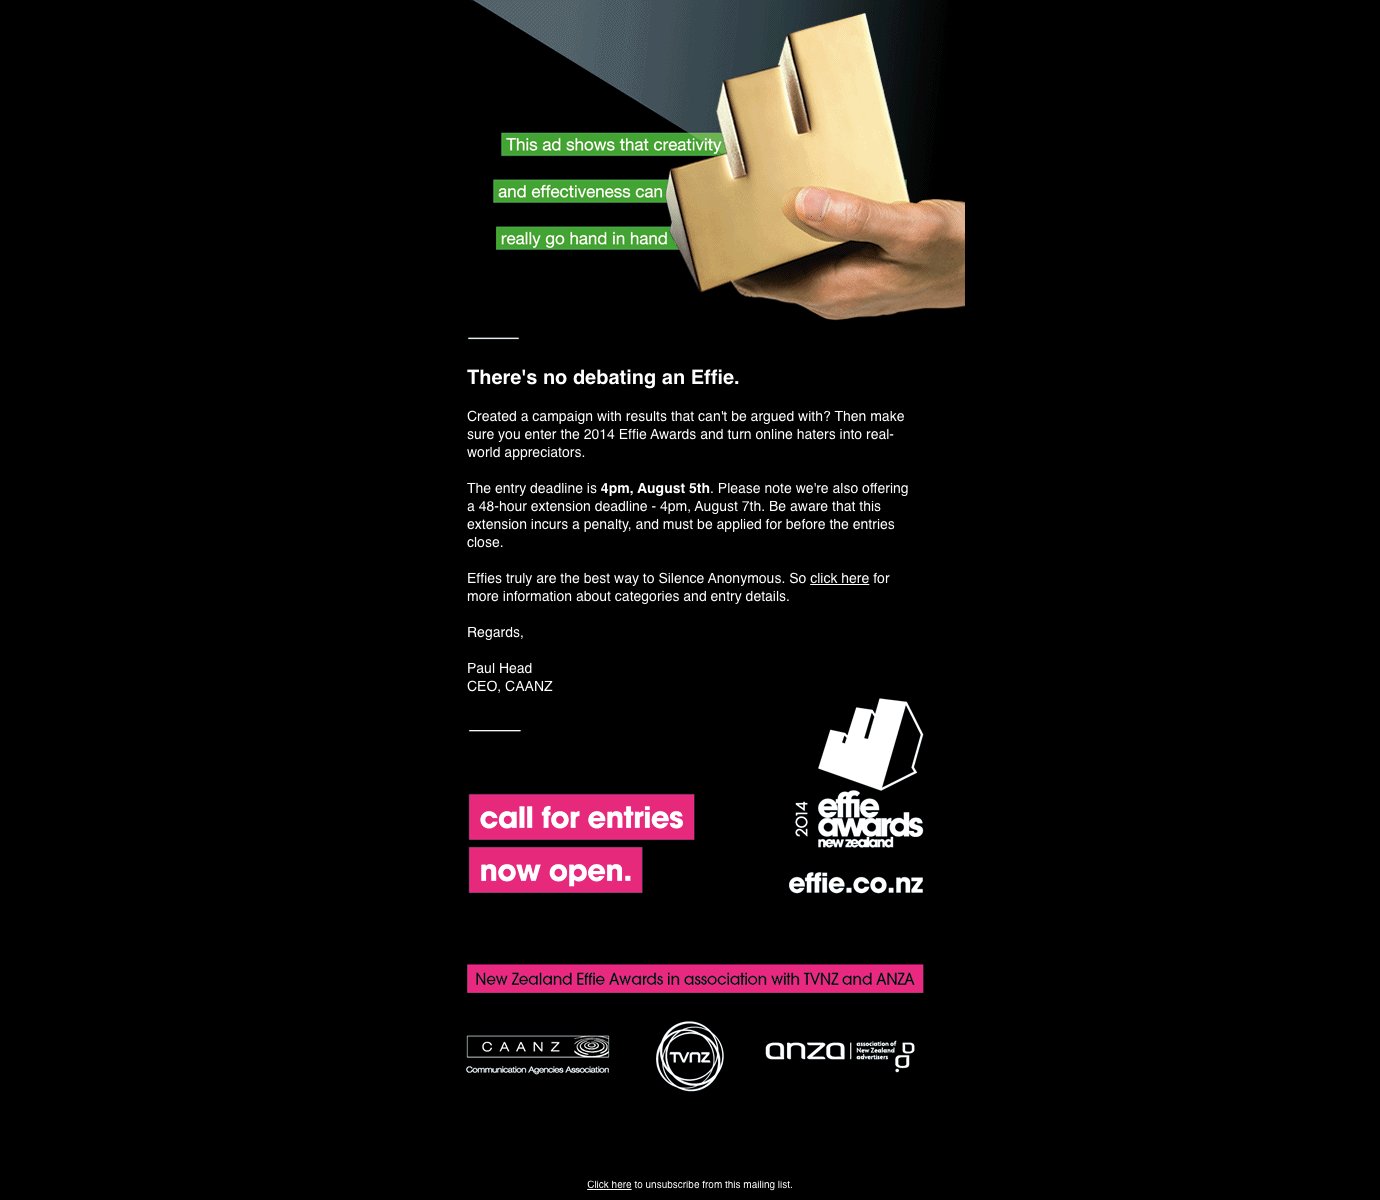 This ad shows that creativity
and effectiveness can
really go hand in hand
There's no debating an Effie.
Created a campaign with results that can't be argued with? Then make
sure you enter the 2014 Effie Awards and turn online haters into real-
world appreciators.
The entry deadline is 4pm, August 5th. Please note we're also offering
a 48-hour extension deadline - 4pm, August 7th. Be aware that this
extension incurs a penalty, and must be applied for before the entries
close.
Effies truly are the best way to Silence Anonymous. So click here for
more information about categories and entry details.
Regards,
Paul Head
CEO, CAANZ
call for entries
now open.
2014
effie
awards
new zealand
effie.co.nz
New Zealand Effie Awards in association with TVNZ and ANZA
CAANZ
Communication Agencies Association
TVNZ
anza
association of
New Zealand
advertisers
Click here to unsubscribe from this mailing list.